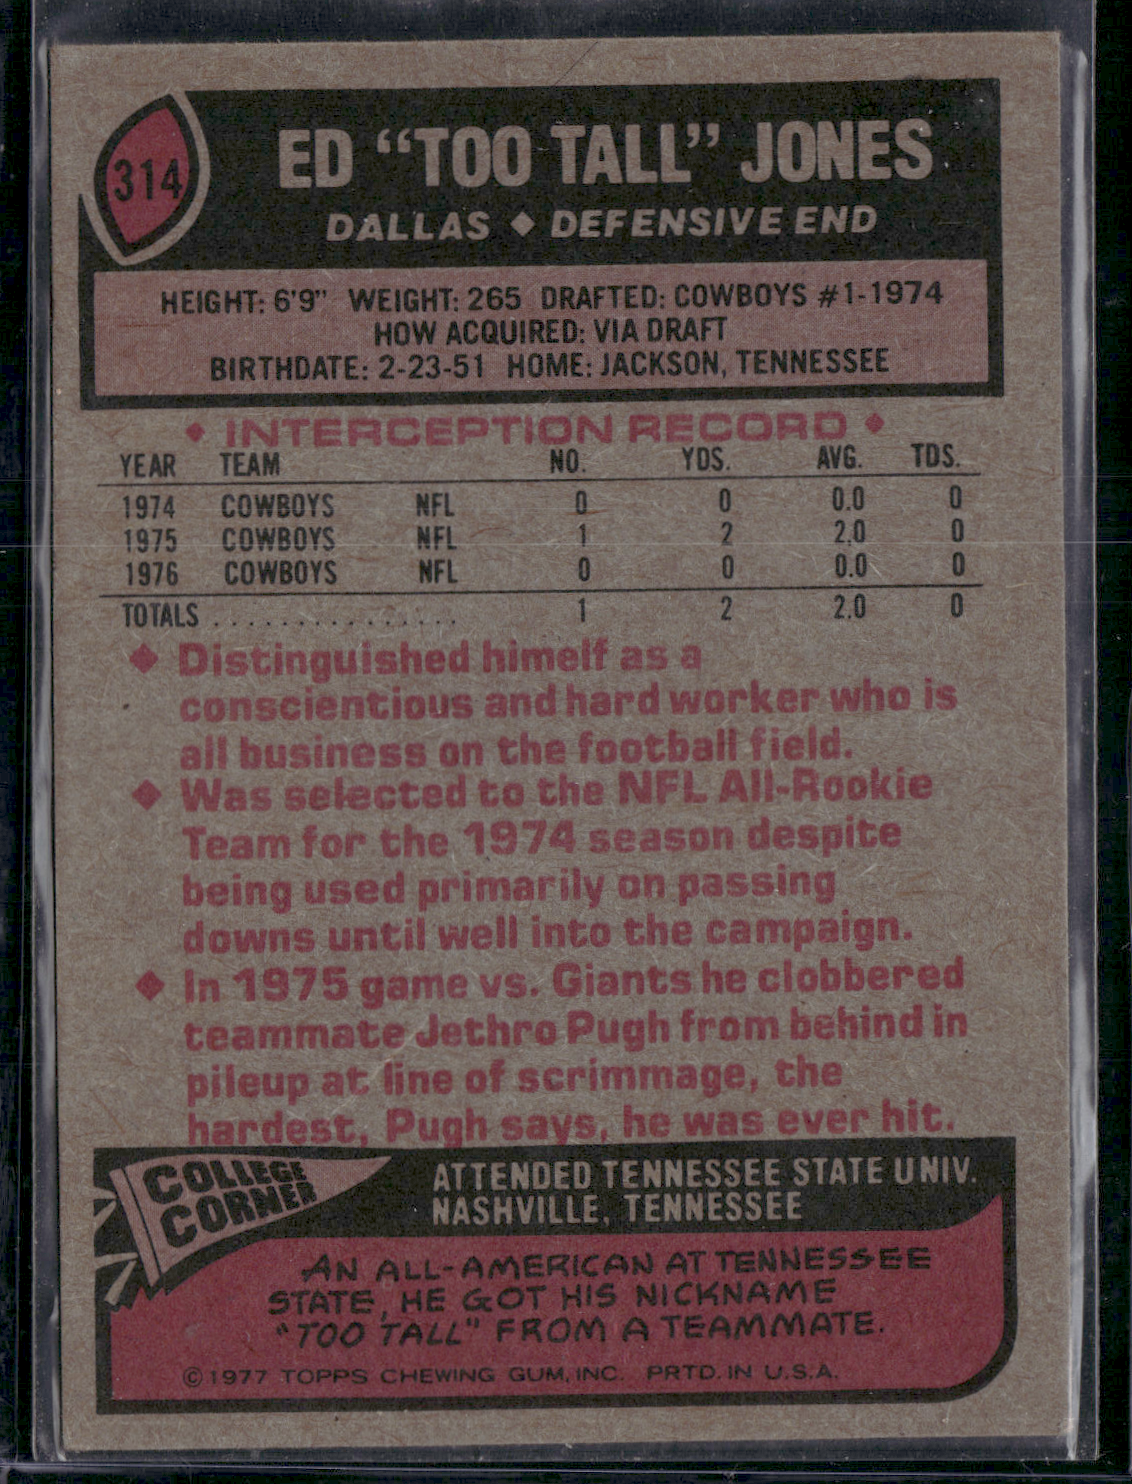 314
ED “TOO TALL” JONES
DALLAS ◆ DEFENSIVE END
HEIGHT: 6'9" WEIGHT: 265 DRAFTED: COWBOYS #1-1974
HOW ACQUIRED: VIA DRAFT
BIRTHDATE: 2-23-51 HOME: JACKSON, TENNESSEE
◆ INTERCEPTION RECORD ◆
YEAR TEAM NO. YDS. AVG. TDS.
1974 COWBOYS NFL 0 0 0.0 0
1975 COWBOYS NFL 1 2 2.0 0
1976 COWBOYS NFL 0 0 0.0 0
TOTALS . . . . . . . . . . . . . . . 1 2 2.0 0
◆ Distinguished himelf as a
conscientious and hard worker who is
all business on the football field.
◆ Was selected to the NFL All-Rookie
Team for the 1974 season despite
being used primarily on passing
downs until well into the campaign.
◆ In 1975 game vs. Giants he clobbered
teammate Jethro Pugh from behind in
pileup at line of scrimmage, the
hardest, Pugh says, he was ever hit.
COLLEGE
CORNER
ATTENDED TENNESSEE STATE UNIV.
NASHVILLE, TENNESSEE
AN ALL-AMERICAN AT TENNESSEE
STATE, HE GOT HIS NICKNAME
"TOO TALL" FROM A TEAMMATE.
©1977 TOPPS CHEWING GUM, INC. PRTD. IN U.S.A.